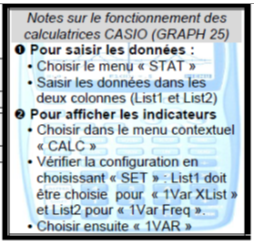 Notes sur le fonctionnement des
calculatrices CASIO (GRAPH 25)
❶ Pour saisir les données :
• Choisir le menu « STAT »
• Saisir les données dans les
deux colonnes (List1 et List2)
❷ Pour afficher les indicateurs
• Choisir dans le menu contextuel
« CALC »
• Vérifier la configuration en
choisissant « SET » : List1 doit
être choisie pour « 1Var XList »
et List2 pour « 1Var Freq ».
• Choisir ensuite « 1VAR »